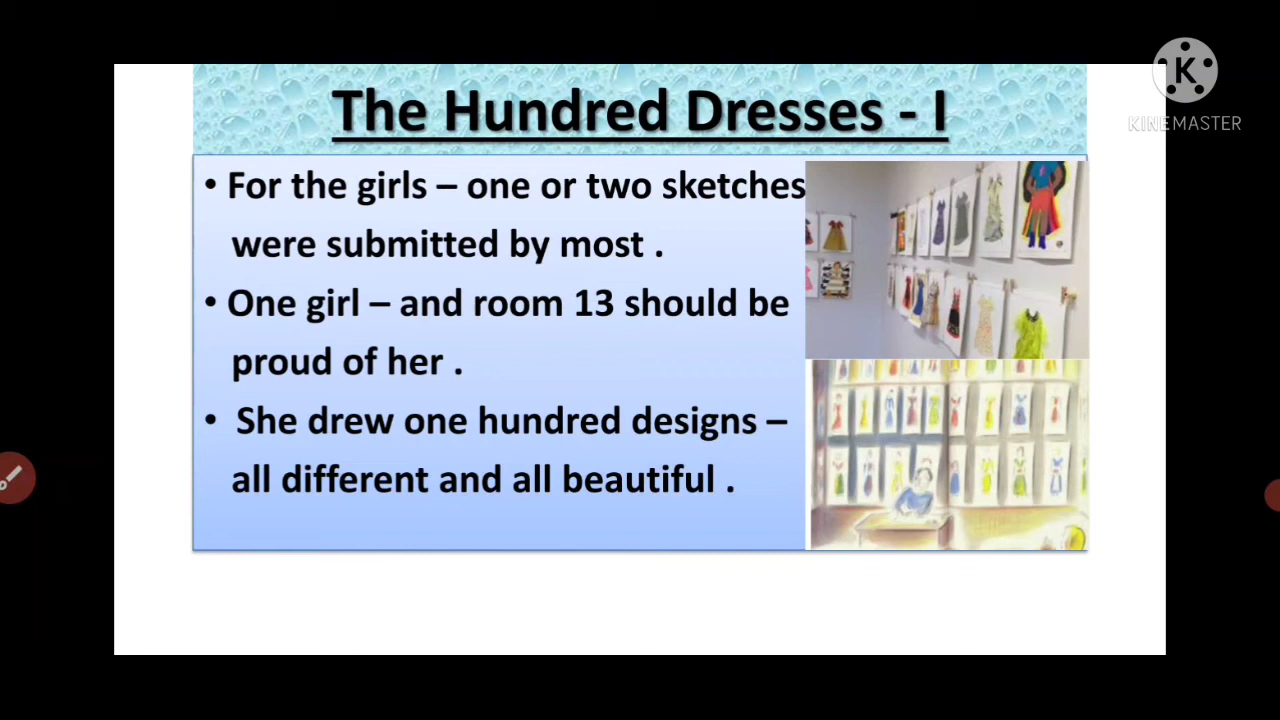 The Hundred Dresses - I
• For the girls – one or two sketches
were submitted by most .
• One girl – and room 13 should be
proud of her .
• She drew one hundred designs –
all different and all beautiful .
K
KINEMASTER